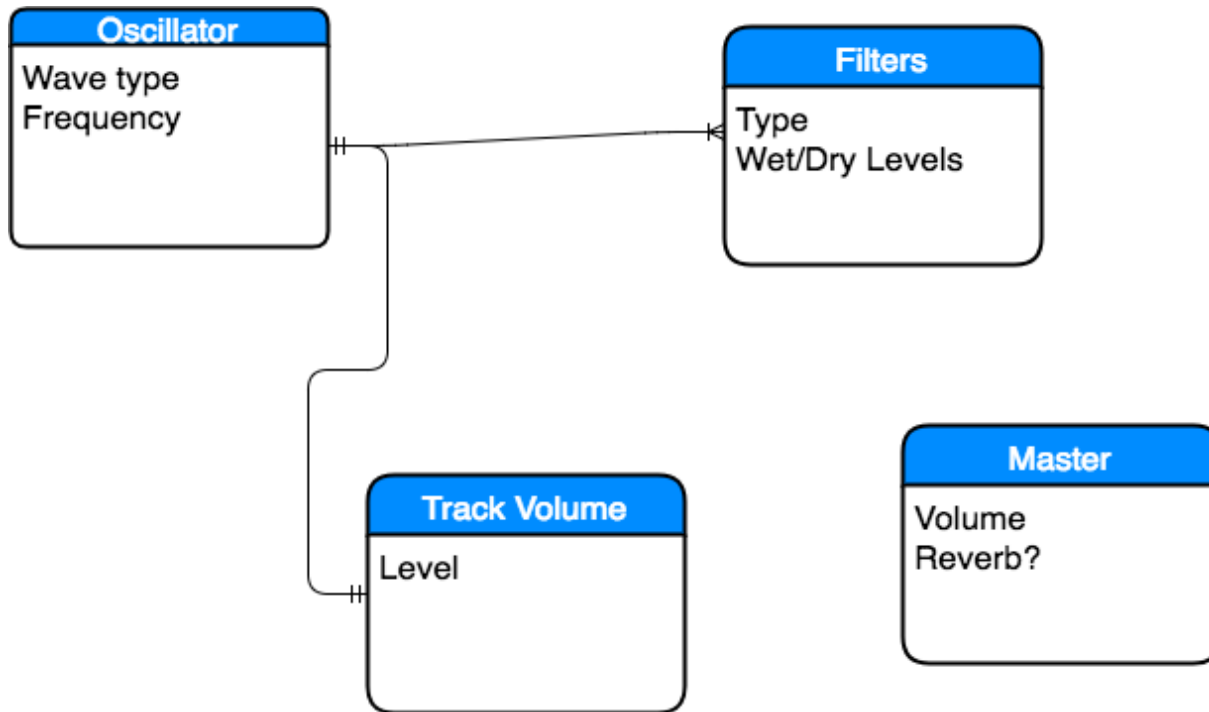 Oscillator
Wave type
Frequency
Filters
Type
Wet/Dry Levels
Track Volume
Level
Master
Volume
Reverb?